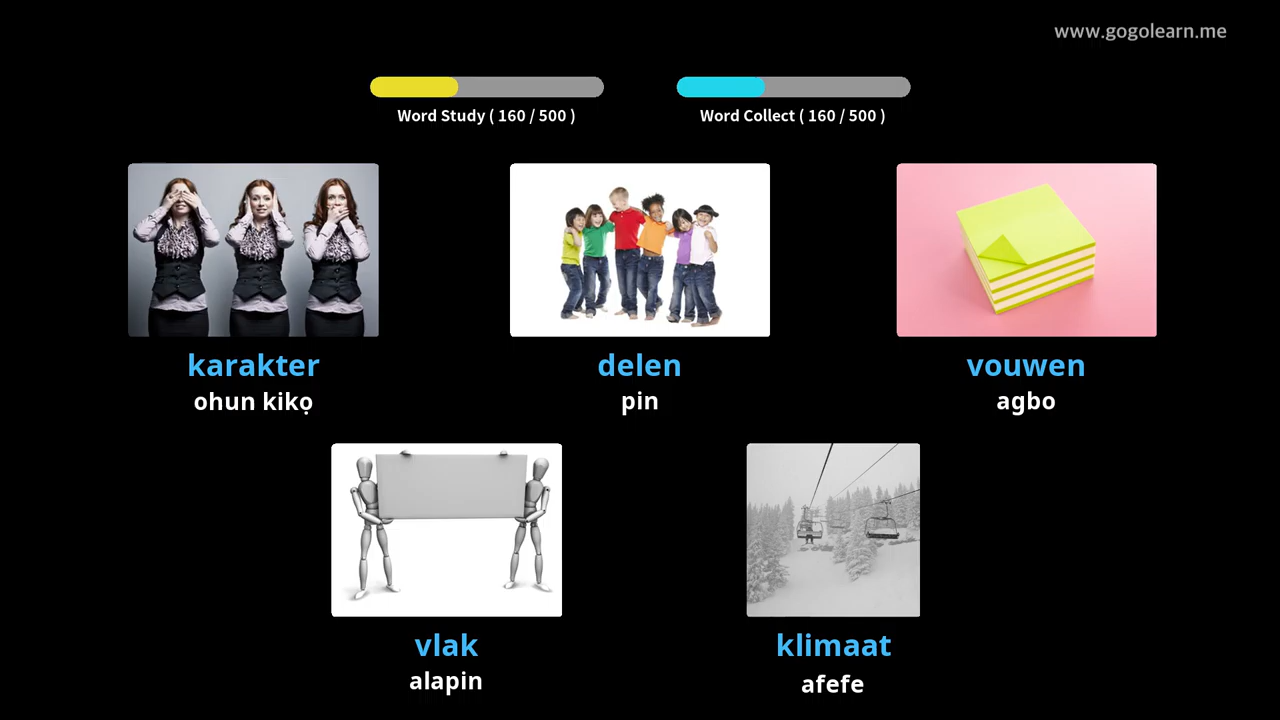 www.gogolearn.me
Word Study ( 160 / 500 )
Word Collect ( 160 / 500 )
karakter
ohun kikọ
delen
pin
vouwen
agbo
vlak
alapin
klimaat
afefe